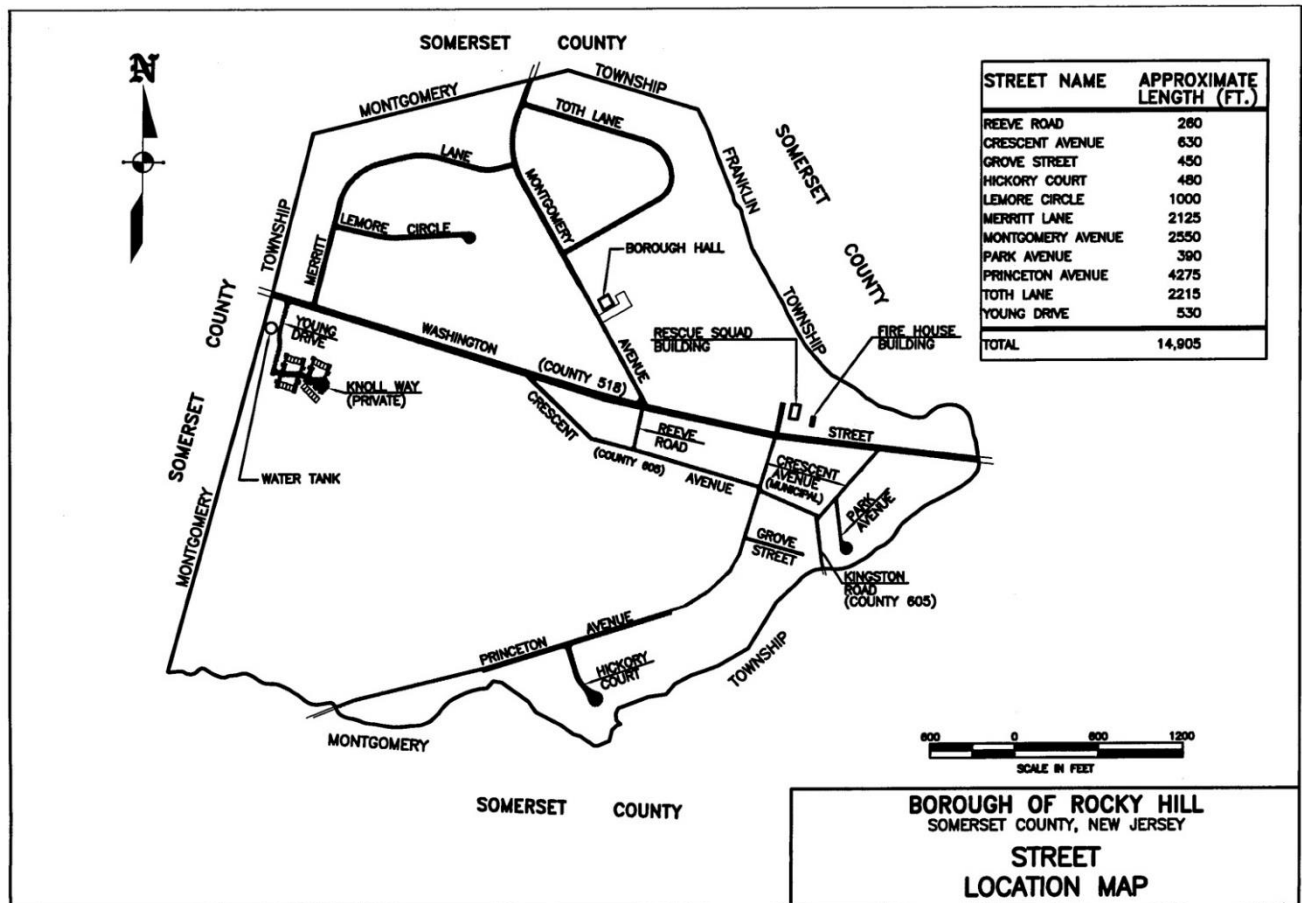 SOMERSET COUNTY
N
MONTGOMERY
TOWNSHIP
TOTH LANE
LANE
MONTGOMERY
FRANKLIN
SOMERSET
COUNTY
TOWNSHIP
LEMORE CIRCLE
MERRITT
BOROUGH HALL
TOWNSHIP
COUNTY
SOMERSET
MONTGOMERY
YOUNG
DRIVE
WASHINGTON
(COUNTY 518)
AVENUE
RESCUE SQUAD
BUILDING
FIRE HOUSE
BUILDING
KNOLL WAY
(PRIVATE)
WATER TANK
CRESCENT
REEVE
ROAD
STREET
(COUNTY 605)
AVENUE
CRESCENT
AVENUE
(MUNICIPAL)
PARK
AVENUE
GROVE
STREET
KINGSTON
ROAD
(COUNTY 605)
PRINCETON AVENUE
HICKORY
COURT
TOWNSHIP
MONTGOMERY
SOMERSET COUNTY
STREET NAME APPROXIMATE
LENGTH (FT.)
REEVE ROAD 260
CRESCENT AVENUE 630
GROVE STREET 450
HICKORY COURT 480
LEMORE CIRCLE 1000
MERRITT LANE 2125
MONTGOMERY AVENUE 2550
PARK AVENUE 390
PRINCETON AVENUE 4275
TOTH LANE 2215
YOUNG DRIVE 530
TOTAL 14,905
600 0 600 1200
SCALE IN FEET
BOROUGH OF ROCKY HILL
SOMERSET COUNTY, NEW JERSEY
STREET
LOCATION MAP